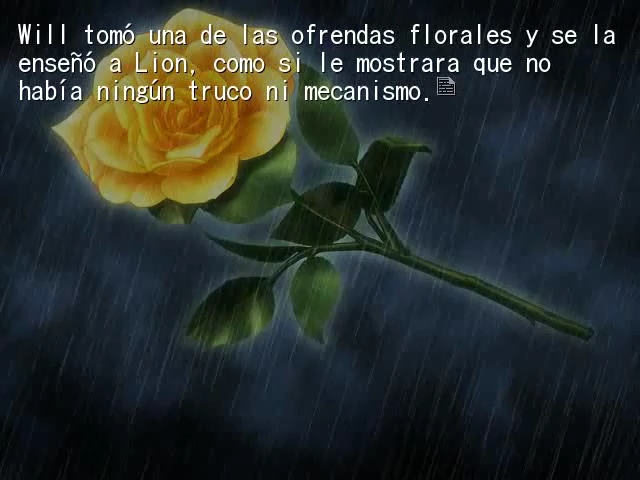 Will tomó una de las ofrendas florales y se la
enseñó a Lion, como si le mostrara que no
había ningún truco ni mecanismo.